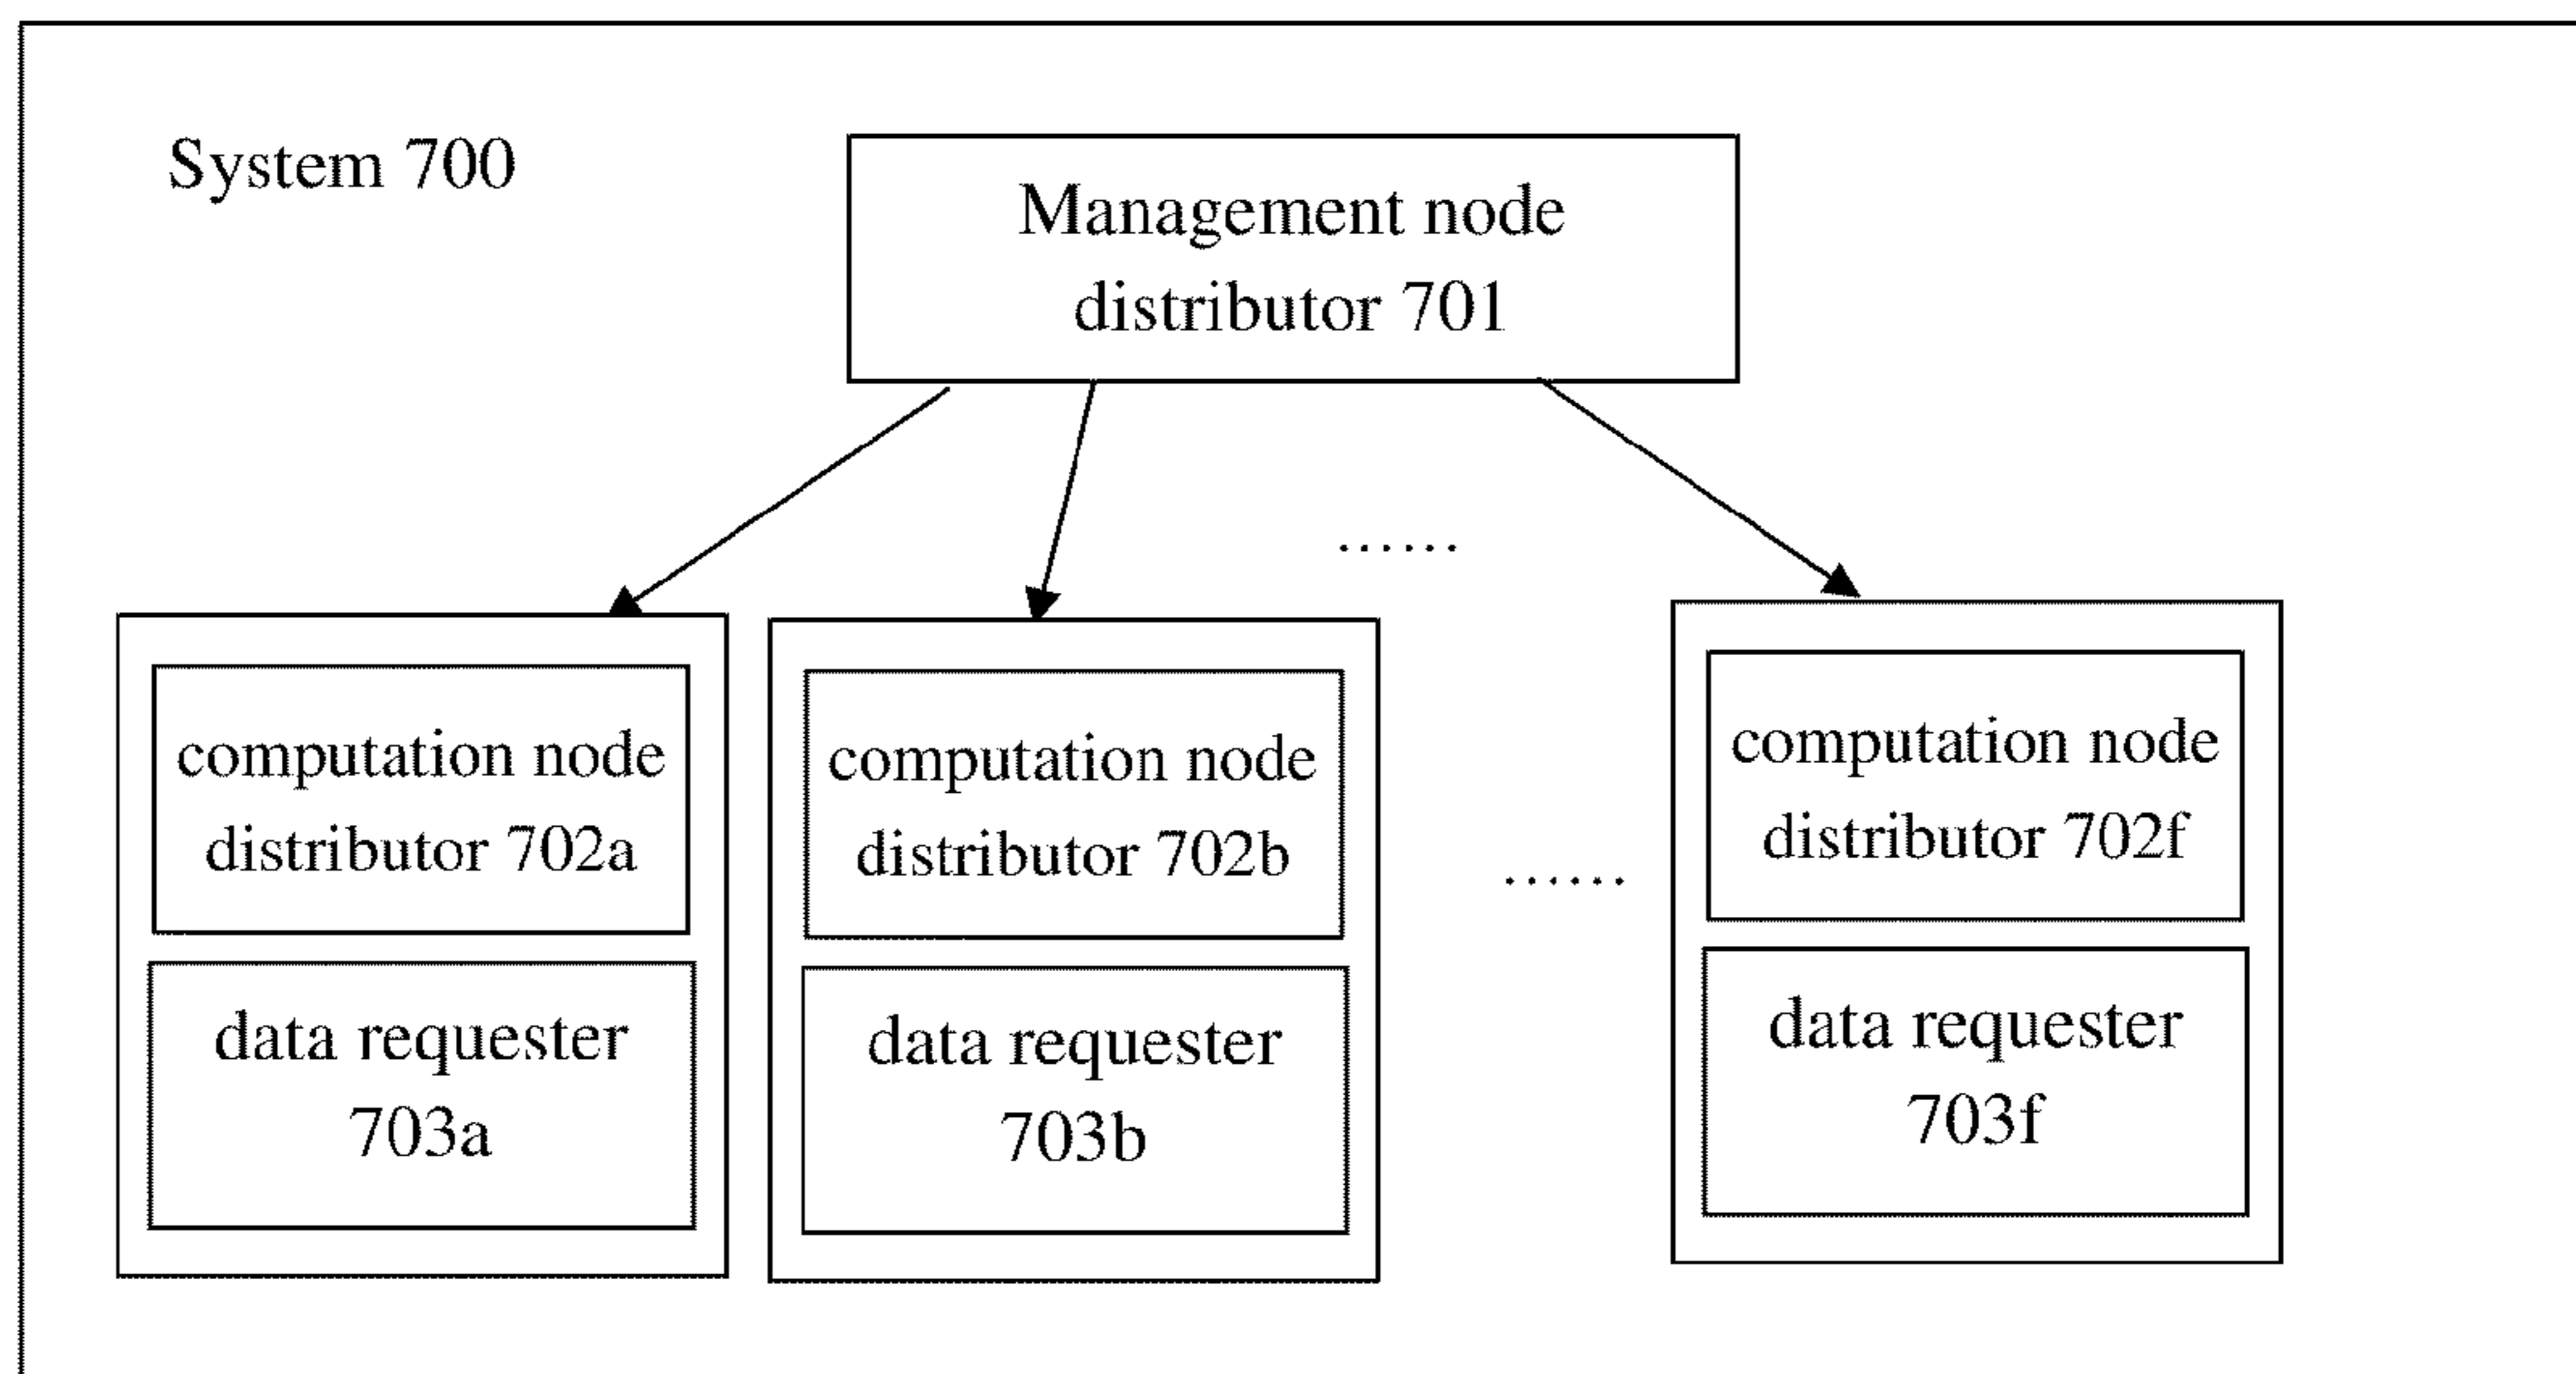 System 700
Management node
distributor 701
......
computation node
distributor 702a
computation node
distributor 702b
......
computation node
distributor 702f
data requester
703a
data requester
703b
data requester
703f